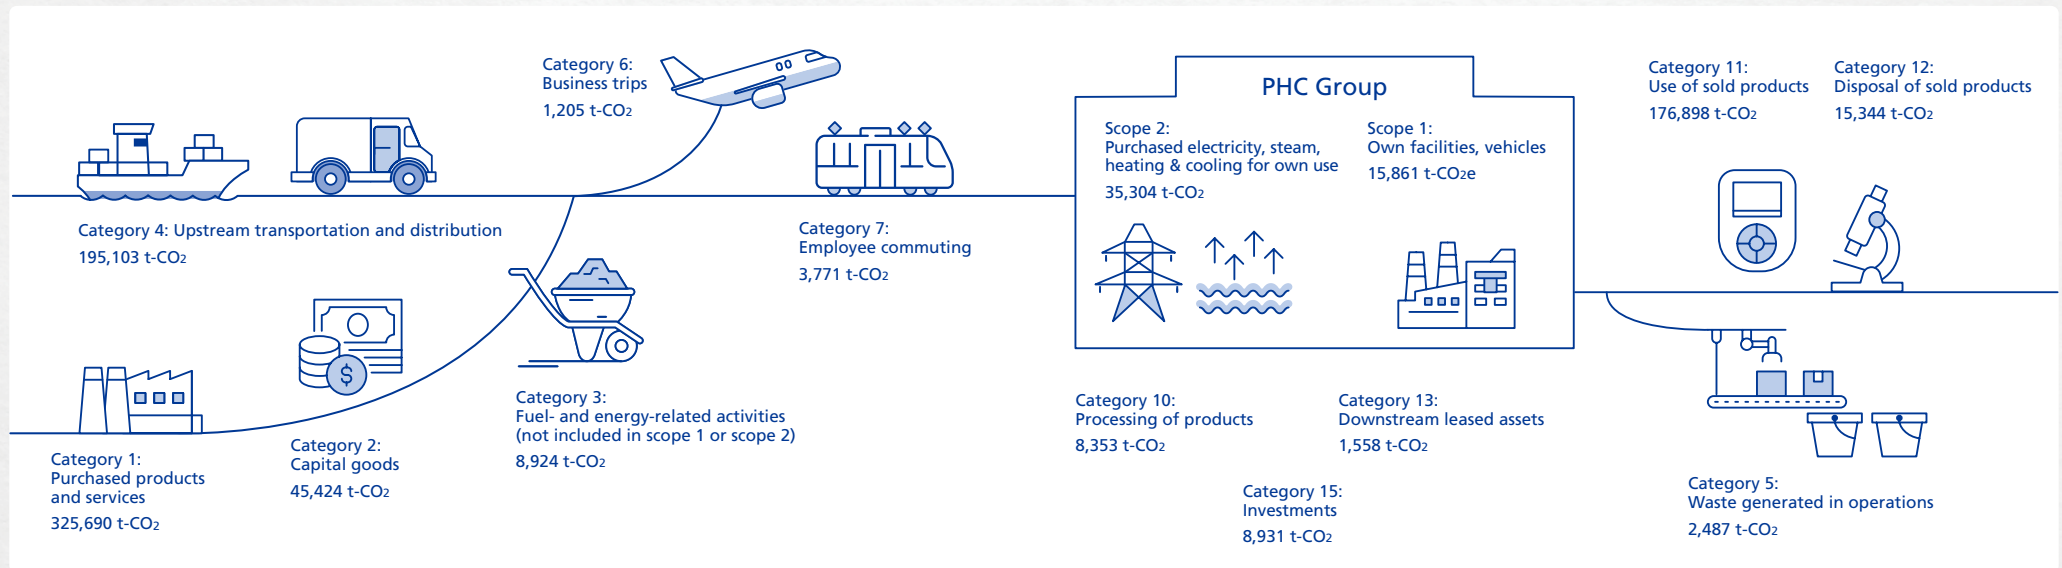 Category 6:
Business trips
1,205 t-CO2
Category 4: Upstream transportation and distribution
195,103 t-CO2
Category 7:
Employee commuting
3,771 t-CO2
$
Category 1:
Purchased products
and services
325,690 t-CO2
Category 2:
Capital goods
45,424 t-CO2
Category 3:
Fuel- and energy-related activities
(not included in scope 1 or scope 2)
8,924 t-CO2
PHC Group
Scope 2:
Purchased electricity, steam,
heating & cooling for own use
35,304 t-CO2
Scope 1:
Own facilities, vehicles
15,861 t-CO2e
Category 10:
Processing of products
8,353 t-CO2
Category 13:
Downstream leased assets
1,558 t-CO2
Category 15:
Investments
8,931 t-CO2
Category 11:
Use of sold products
176,898 t-CO2
Category 12:
Disposal of sold products
15,344 t-CO2
Category 5:
Waste generated in operations
2,487 t-CO2